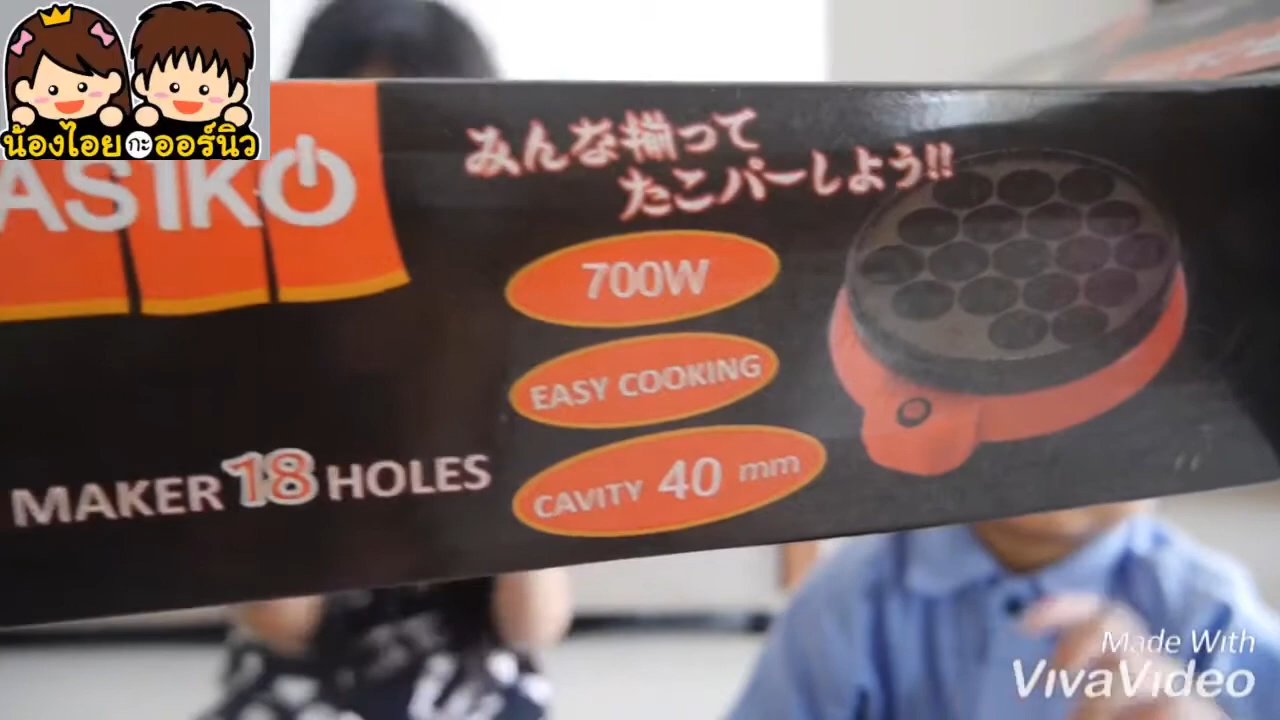 น้องไอย กะ ออร์นิว
ASIKO
みんな揃って
たこパーしよう!!
700W
EASY COOKING
CAVITY 40 mm
MAKER 18 HOLES
Made With
VivaVideo